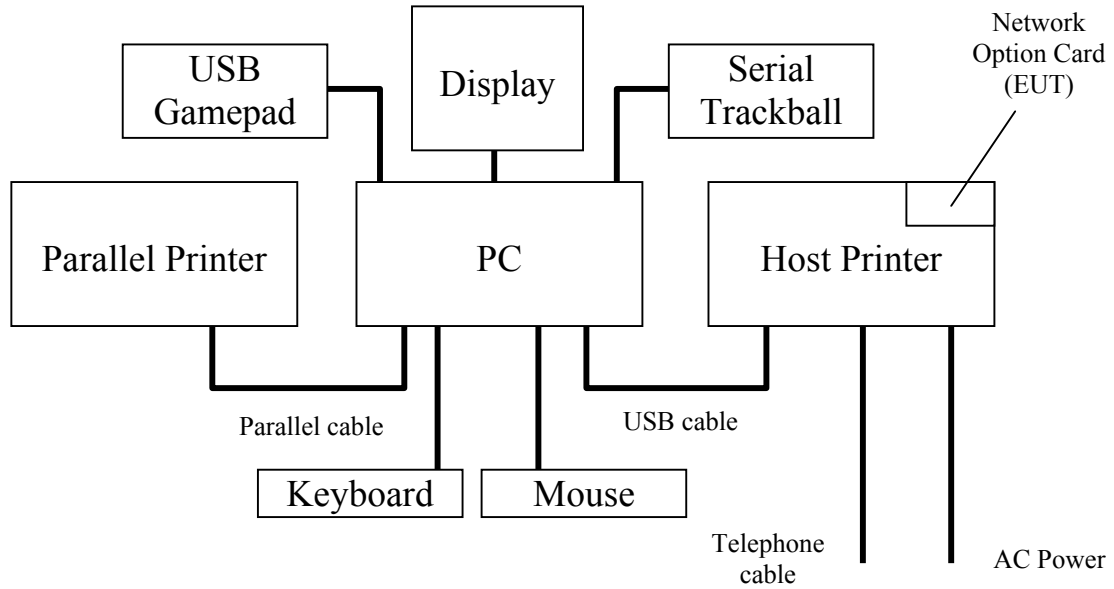 Network
Option Card
(EUT)
USB
Gamepad
Display
Serial
Trackball
Parallel Printer
PC
Host Printer
Parallel cable
USB cable
Keyboard
Mouse
Telephone
cable
AC Power